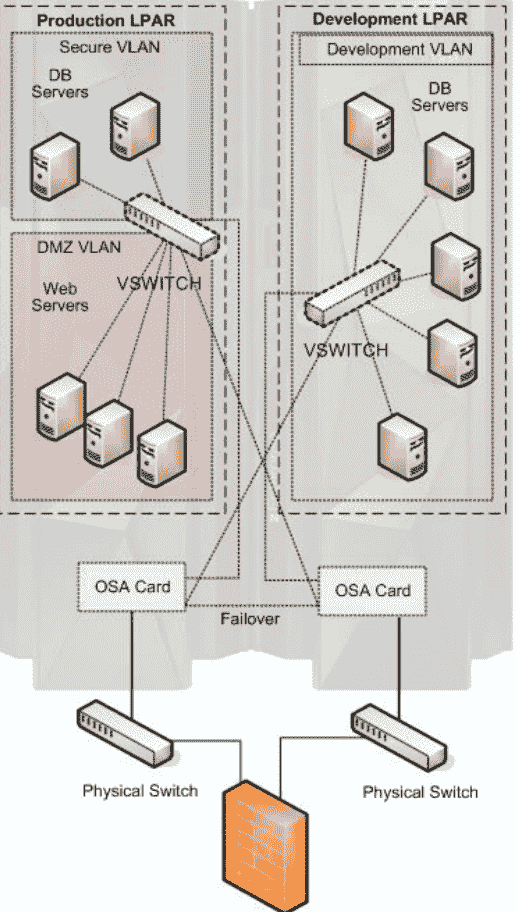 Production LPAR
Secure VLAN
DB
Servers
DMZ VLAN
Web
Servers
VSWITCH
Development LPAR
Development VLAN
DB
Servers
VSWITCH
OSA Card
OSA Card
Failover
Physical Switch
Physical Switch